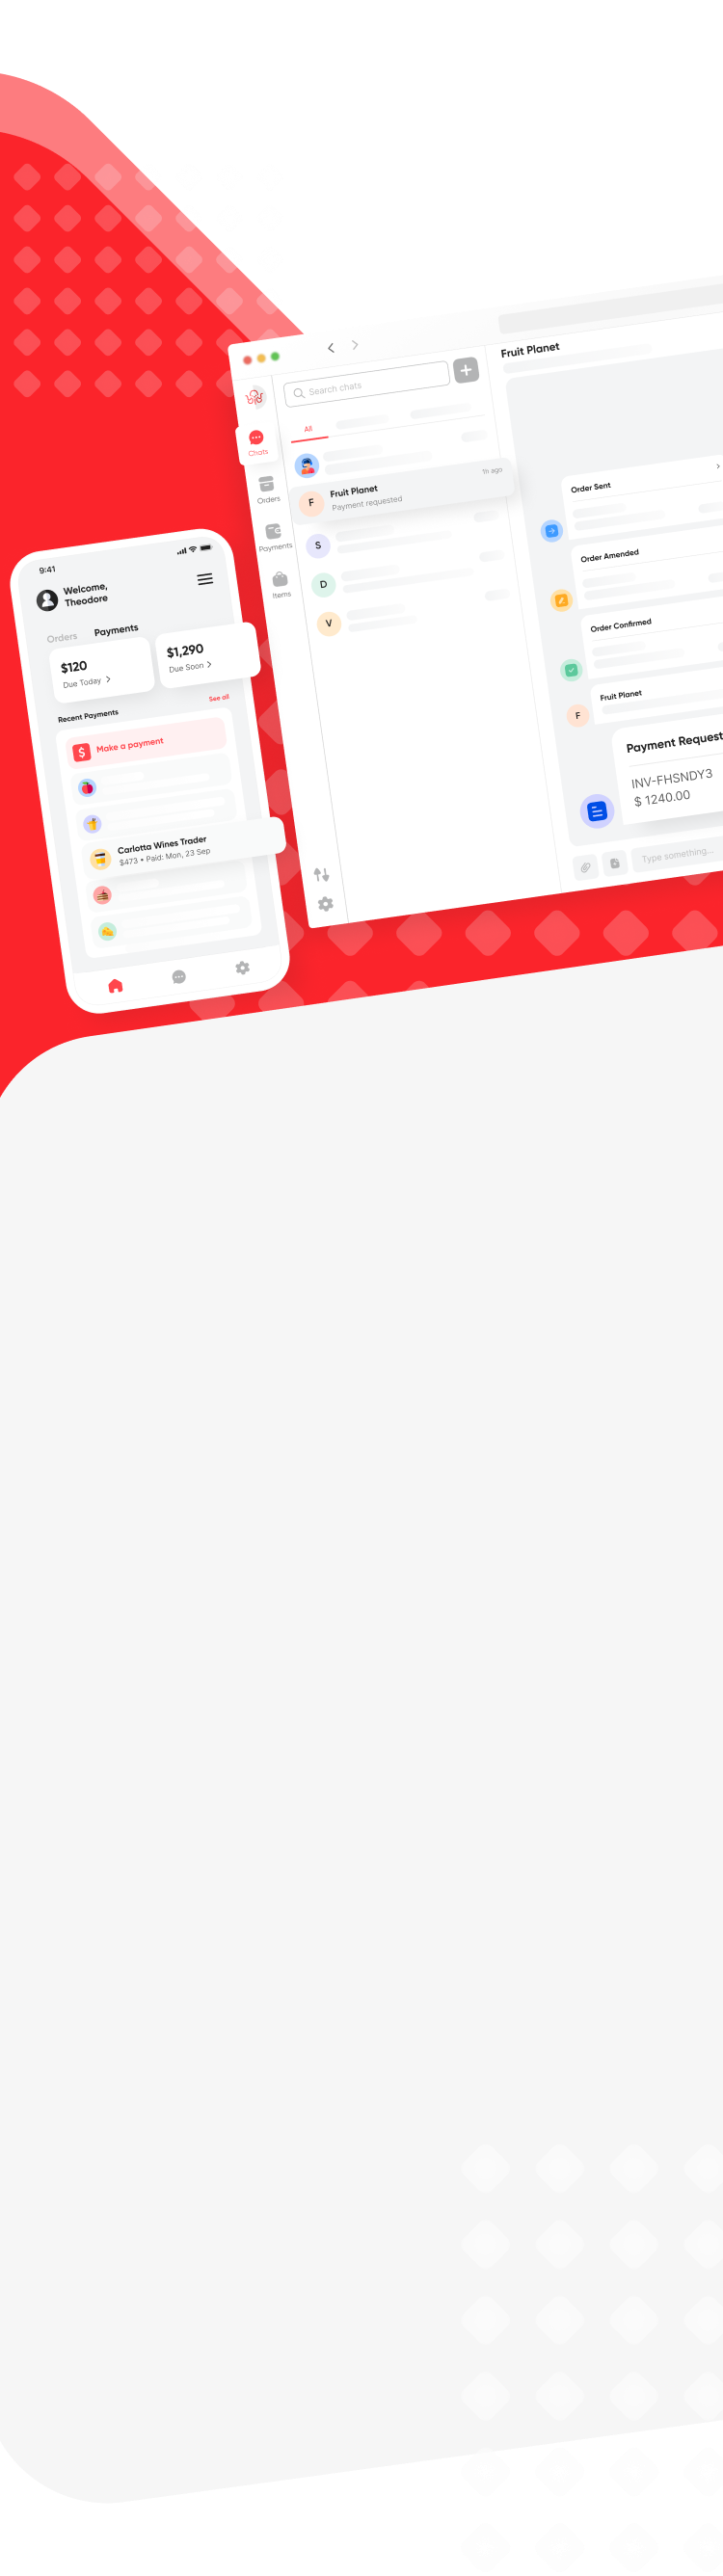 Fruit Planet
Search chats
All
Chats
Fruit Planet
1h ago
Payment requested
Orders
F
Payments
S
Items
D
V
Order Sent
Order Amended
Order Confirmed
Fruit Planet
F
Payment Request
INV-FHSNDY3
$ 1240.00
Type something...
9:41
Welcome,
Theodore
Orders
Payments
$120
Due Today
$1,290
Due Soon
Recent Payments
See all
Make a payment
Carlotta Wines Trader
$473 • Paid: Mon, 23 Sep